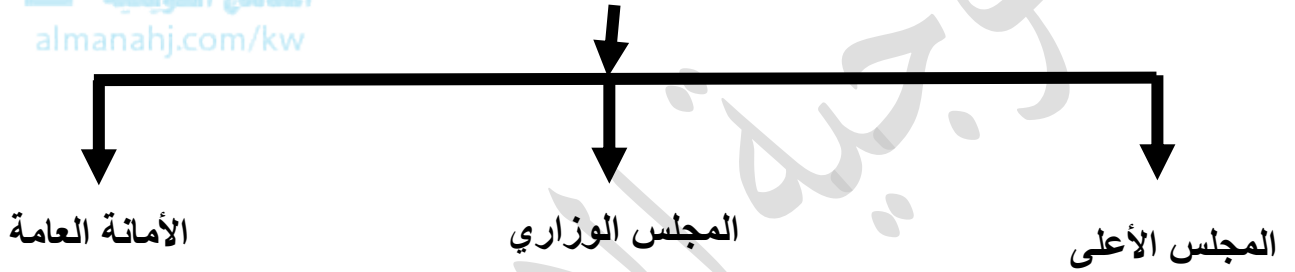 almanahj.com/kw
المجلس الأعلى
المجلس الوزاري
الأمانة العامة